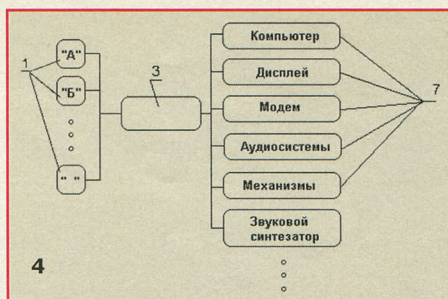 1
"А"
"Б"
" "
3
Компьютер
Дисплей
Модем
Аудиосистемы
Механизмы
Звуковой
синтезатор
7
4